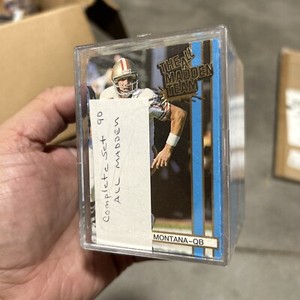 THE ALL
MADDEN
TEAM
Complete Set 90
ALL MADDEN
MONTANA-QB